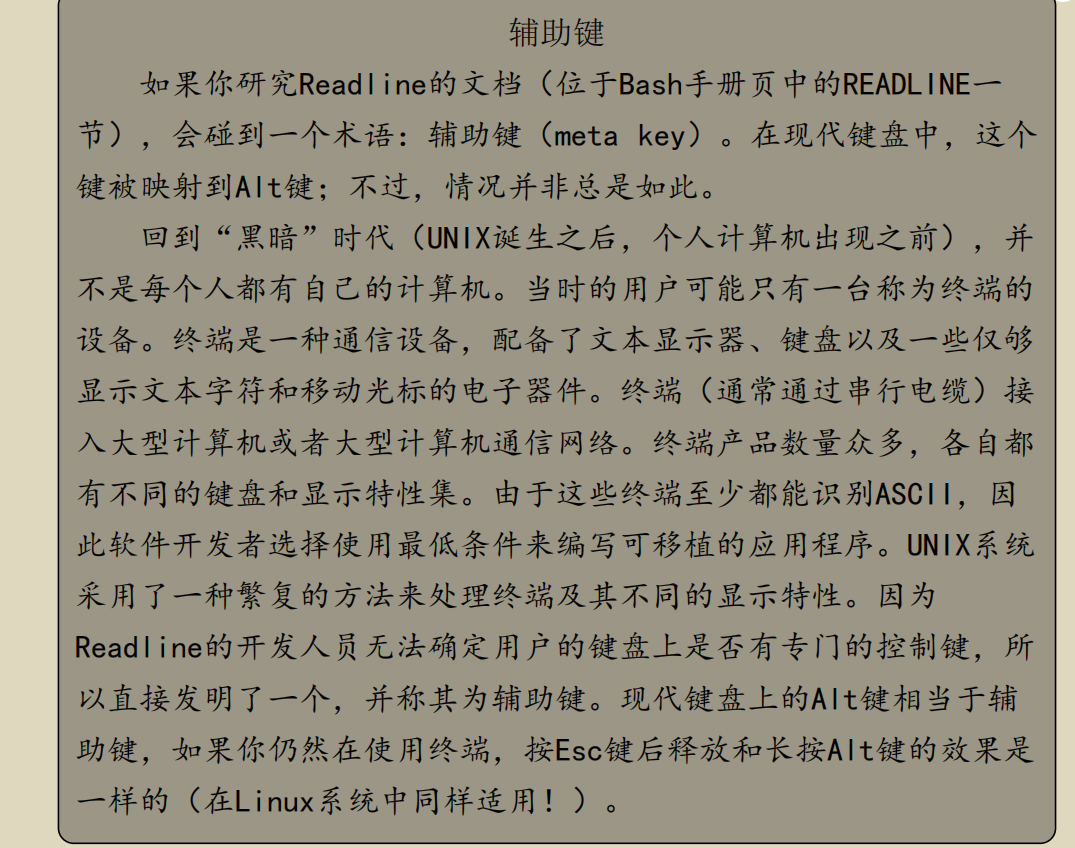 辅助键
如果你研究Readline的文档（位于Bash手册页中的READLINE一
节），会碰到一个术语：辅助键（meta key）。在现代键盘中，这个
键被映射到Alt键；不过，情况并非总是如此。
回到“黑暗”时代（UNIX诞生之后，个人计算机出现之前），并
不是每个人都有自己的计算机。当时的用户可能只有一台称为终端的
设备。终端是一种通信设备，配备了文本显示器、键盘以及一些仅够
显示文本字符和移动光标的电子器件。终端（通常通过串行电缆）接
入大型计算机或者大型计算机通信网络。终端产品数量众多，各自都
有不同的键盘和显示特性集。由于这些终端至少都能识别ASCII，因
此软件开发者选择使用最低条件来编写可移植的应用程序。UNIX系统
采用了一种繁复的方法来处理终端及其不同的显示特性。因为
Readline的开发人员无法确定用户的键盘上是否有专门的控制键，所
以直接发明了一个，并称其为辅助键。现代键盘上的Alt键相当于辅
助键，如果你仍然在使用终端，按Esc键后释放和长按Alt键的效果是
一样的（在Linux系统中同样适用！）。